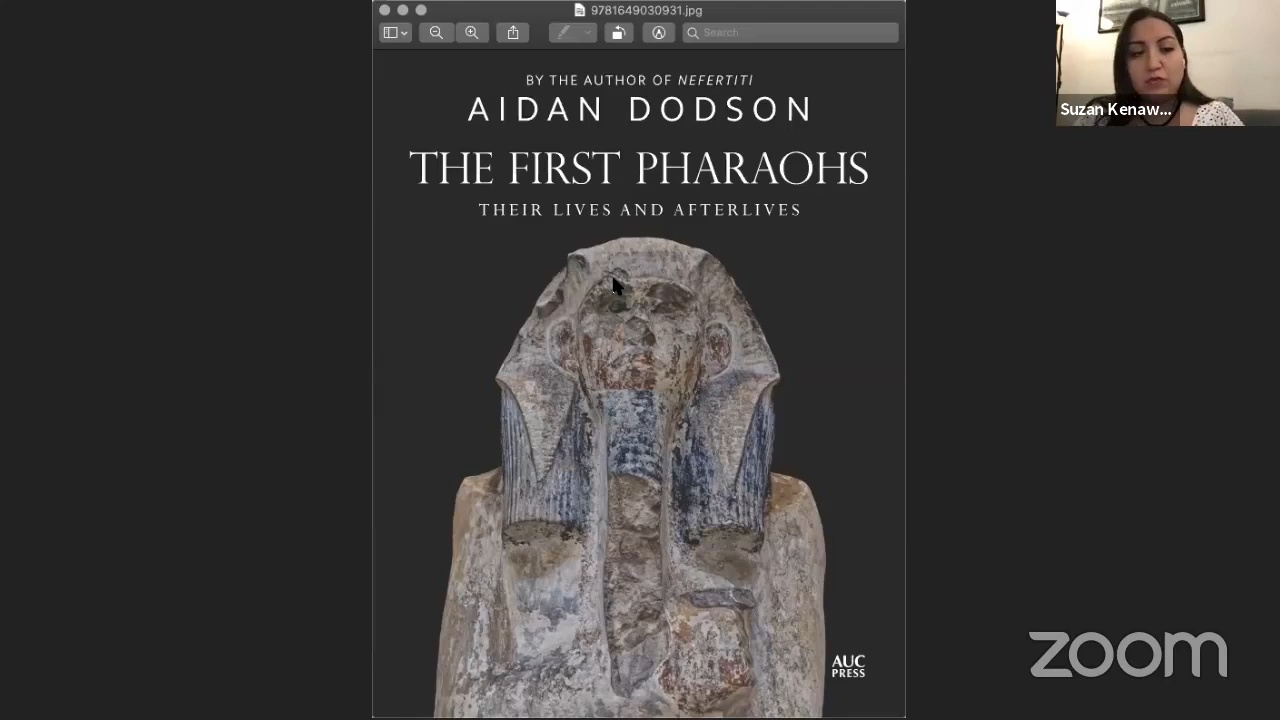 9781649030931.jpg
Search
BY THE AUTHOR OF NEFERTITI
AIDAN DODSON
THE FIRST PHARAOHS
THEIR LIVES AND AFTERLIVES
AUC
PRESS
Suzan Kenaw...
zoom